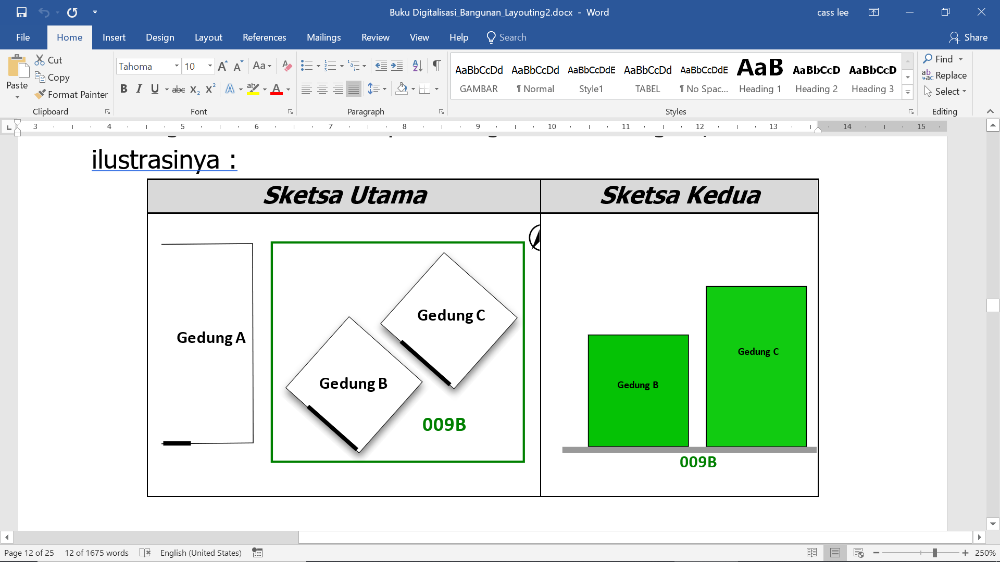 Buku Digitalisasi_Bangunan_Layouting2.docx - Word
cass lee
File Home Insert Design Layout References Mailings Review View Help Search Share
Paste
Cut
Copy
Format Painter
Clipboard
Tahoma 10
Font
Paragraph
AaBbCcDd AaBbCcDd AaBbCcDdE AaBbCcDd AaBbCcDdE AaB AaBbCcD AaBbCcD
GAMBAR ¶ Normal Style1 TABEL ¶ No Spac... Heading 1 Heading 2 Heading 3
Styles
Find
Replace
Select
Editing
3 4 5 6 7 8 9 10 11 12 13 14 15
ilustrasinya :
Sketsa Utama Sketsa Kedua
Gedung A
Gedung B
Gedung C
009B
Gedung B
Gedung C
009B
Page 12 of 25 12 of 1675 words English (United States) 250%